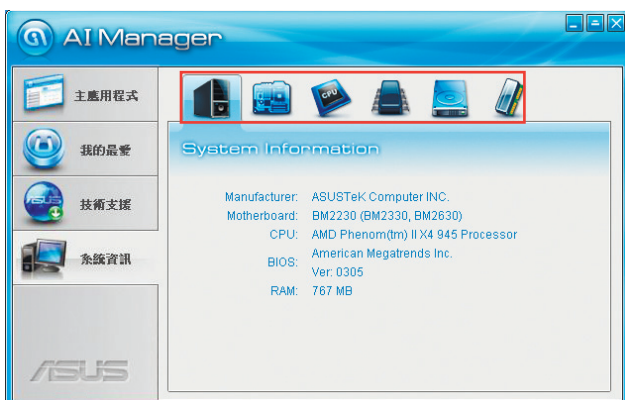 AI Manager
主應用程式
我的最愛
技術支援
系統資訊
CPU
System Information
Manufacturer: ASUSTeK Computer INC.
Motherboard: BM2230 (BM2330, BM2630)
CPU: AMD Phenom(tm) II X4 945 Processor
BIOS: American Megatrends Inc.
Ver: 0305
RAM: 767 MB
ASUS